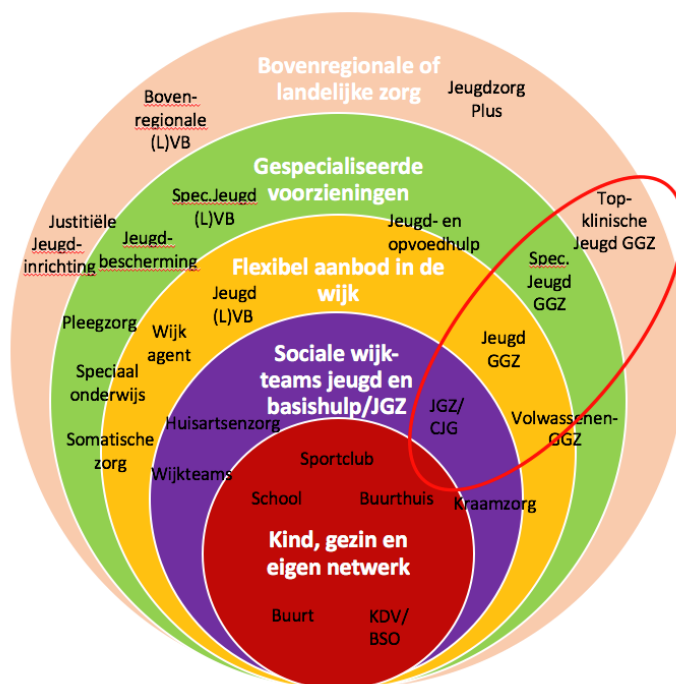 Bovenregionale of
landelijke zorg
Jeugdzorg
Plus
Boven-
regionale
(L)VB
Gespecialiseerde
voorzieningen
Spec.Jeugd
(L)VB
Top-
klinische
Jeugd GGZ
Justitiële
Jeugd-
inrichting
Jeugd-
bescherming
Jeugd- en
opvoedhulp
Spec.
Jeugd
GGZ
Flexibel aanbod in de
wijk
Jeugd
(L)VB
Pleegzorg
Wijk
agent
Jeugd
GGZ
Sociale wijk-
teams jeugd en
basishulp/JGZ
Speciaal
onderwijs
JGZ/
CJG
Huisartsenzorg
Volwassenen-
GGZ
Somatische
zorg
Sportclub
Wijkteams
School
Buurthuis
Kraamzorg
Kind, gezin en
eigen netwerk
Buurt
KDV/
BSO